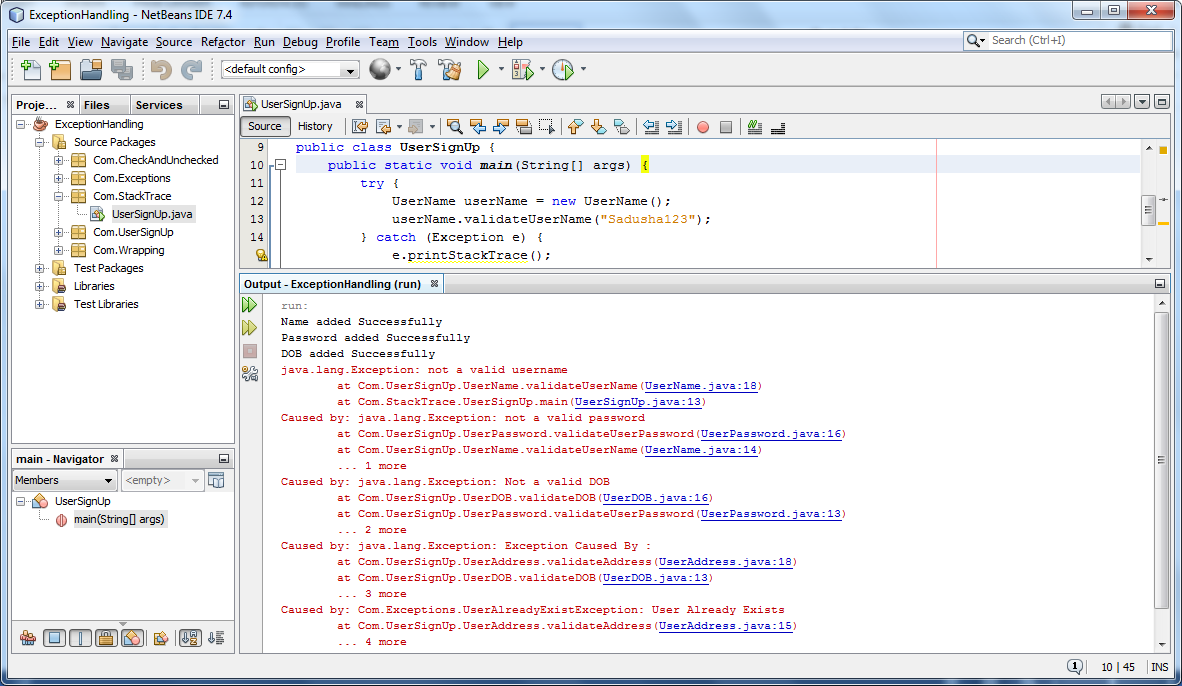 ExceptionHandling - NetBeans IDE 7.4
File Edit View Navigate Source Refactor Run Debug Profile Team Tools Window Help
Search (Ctrl+I)
<default config>
Proje...
Files
Services
ExceptionHandling
Source Packages
Com.CheckAndUnchecked
Com.Exceptions
Com.StackTrace
UserSignUp.java
Com.UserSignUp
Com.Wrapping
Test Packages
Libraries
Test Libraries
main - Navigator
Members
<empty>
UserSignUp
main(String[] args)
UserSignUp.java
Source
History
9 public class UserSignUp {
10 public static void main(String[] args) {
11 try {
12 UserName userName = new UserName();
13 userName.validateUserName("Sadusha123");
14 } catch (Exception e) {
e.printStackTrace();
Output - ExceptionHandling (run)
run:
Name added Successfully
Password added Successfully
DOB added Successfully
java.lang.Exception: not a valid username
at Com.UserSignUp.UserName.validateUserName(UserName.java:18)
at Com.StackTrace.UserSignUp.main(UserSignUp.java:13)
Caused by: java.lang.Exception: not a valid password
at Com.UserSignUp.UserPassword.validateUserPassword(UserPassword.java:16)
at Com.UserSignUp.UserName.validateUserName(UserName.java:14)
... 1 more
Caused by: java.lang.Exception: Not a valid DOB
at Com.UserSignUp.UserDOB.validateDOB(UserDOB.java:16)
at Com.UserSignUp.UserPassword.validateUserPassword(UserPassword.java:13)
... 2 more
Caused by: java.lang.Exception: Exception Caused By :
at Com.UserSignUp.UserAddress.validateAddress(UserAddress.java:18)
at Com.UserSignUp.UserDOB.validateDOB(UserDOB.java:13)
... 3 more
Caused by: Com.Exceptions.UserAlreadyExistException: User Already Exists
at Com.UserSignUp.UserAddress.validateAddress(UserAddress.java:15)
... 4 more
1
10 | 45
INS